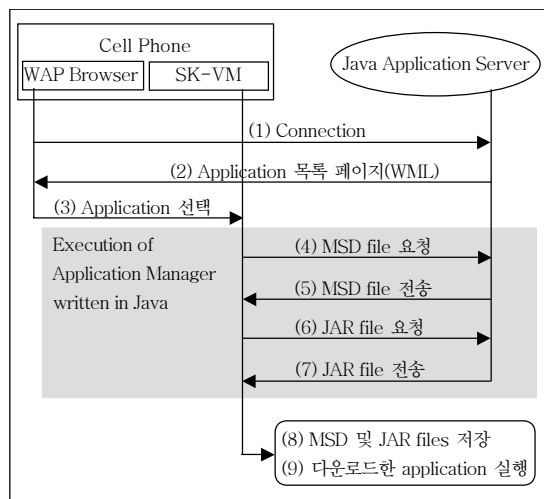 Cell Phone
WAP Browser
SK-VM
Java Application Server
(1) Connection
(2) Application 목록 페이지(WML)
(3) Application 선택
Execution of
Application Manager
written in Java
(4) MSD file 요청
(5) MSD file 전송
(6) JAR file 요청
(7) JAR file 전송
(8) MSD 및 JAR files 저장
(9) 다운로드한 application 실행